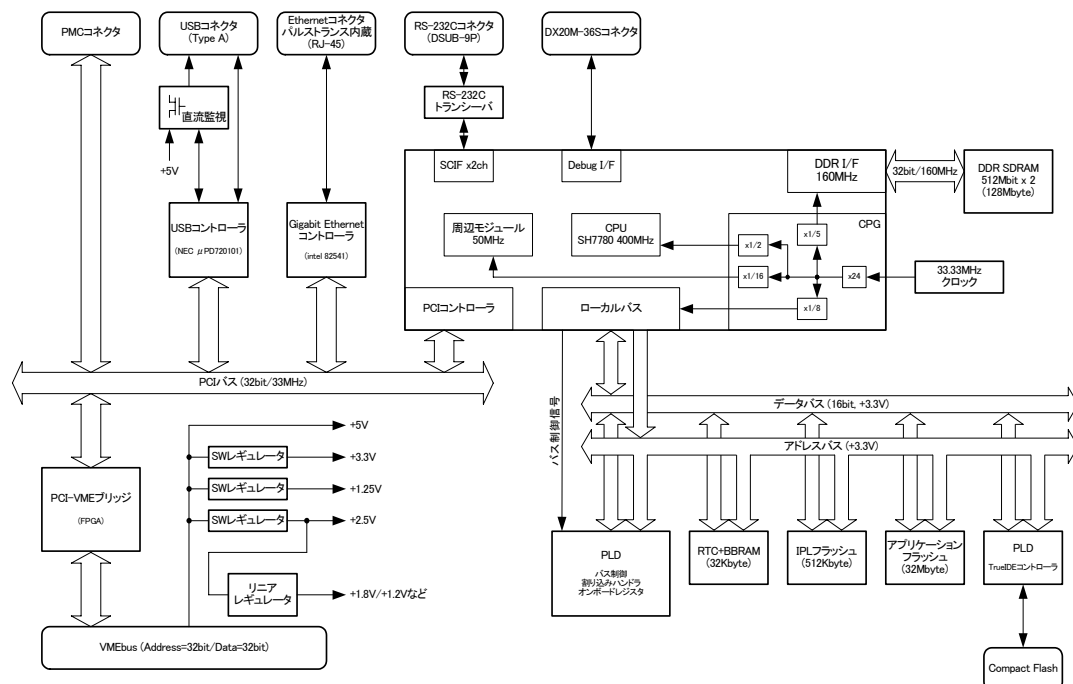 PMCコネクタ
USBコネクタ
(Type A)
Ethernetコネクタ
パルストランス内蔵
(RJ-45)
RS-232Cコネクタ
(DSUB-9P)
DX20M-36Sコネクタ
直流監視
+5V
RS-232C
トランシーバ
SCIF x2ch
Debug I/F
DDR I/F
160MHz
32bit/160MHz
DDR SDRAM
512Mbit x 2
(128Mbyte)
USBコントローラ
(NEC μPD720101)
Gigabit Ethernet
コントローラ
(intel 82541)
周辺モジュール
50MHz
CPU
SH7780 400MHz
CPG
x1/5
x1/2
x1/16
x24
x1/8
33.33MHz
クロック
PCIコントローラ
ローカルバス
PCIバス (32bit/33MHz)
バス制御信号
データバス (16bit, +3.3V)
アドレスバス (+3.3V)
+5V
SWレギュレータ
+3.3V
SWレギュレータ
+1.25V
SWレギュレータ
+2.5V
リニア
レギュレータ
+1.8V/+1.2Vなど
PCI-VMEブリッジ
(FPGA)
VMEbus (Address=32bit/Data=32bit)
PLD
バス制御
割り込みハンドラ
オンボードレジスタ
RTC+BBRAM
(32Kbyte)
IPLフラッシュ
(512Kbyte)
アプリケーション
フラッシュ
(32Mbyte)
PLD
TrueIDEコントローラ
Compact Flash